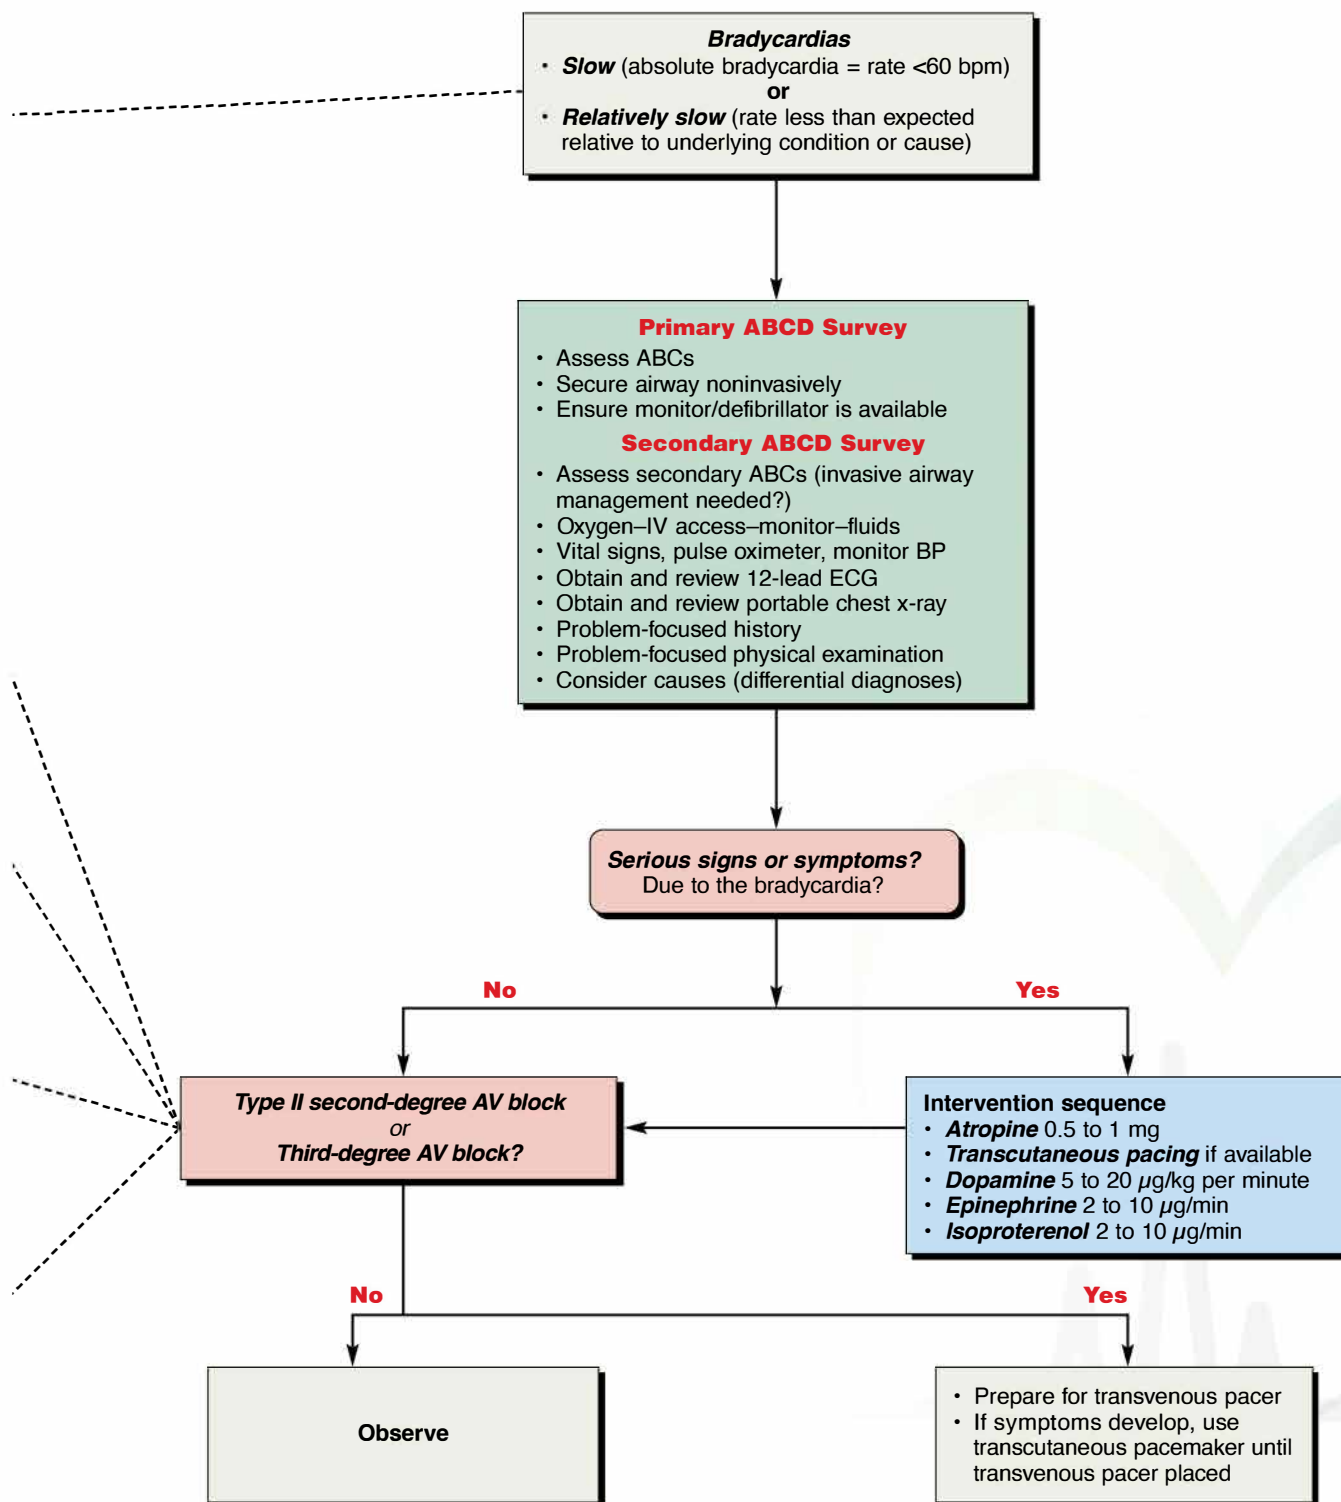 Bradycardias
• Slow (absolute bradycardia = rate <60 bpm)
or
• Relatively slow (rate less than expected
relative to underlying condition or cause)
Primary ABCD Survey
• Assess ABCs
• Secure airway noninvasively
• Ensure monitor/defibrillator is available
Secondary ABCD Survey
• Assess secondary ABCs (invasive airway
management needed?)
• Oxygen–IV access–monitor–fluids
• Vital signs, pulse oximeter, monitor BP
• Obtain and review 12-lead ECG
• Obtain and review portable chest x-ray
• Problem-focused history
• Problem-focused physical examination
• Consider causes (differential diagnoses)
Serious signs or symptoms?
Due to the bradycardia?
No
Yes
Type II second-degree AV block
or
Third-degree AV block?
Intervention sequence
• Atropine 0.5 to 1 mg
• Transcutaneous pacing if available
• Dopamine 5 to 20 µg/kg per minute
• Epinephrine 2 to 10 µg/min
• Isoproterenol 2 to 10 µg/min
No
Yes
Observe
• Prepare for transvenous pacer
• If symptoms develop, use
transcutaneous pacemaker until
transvenous pacer placed